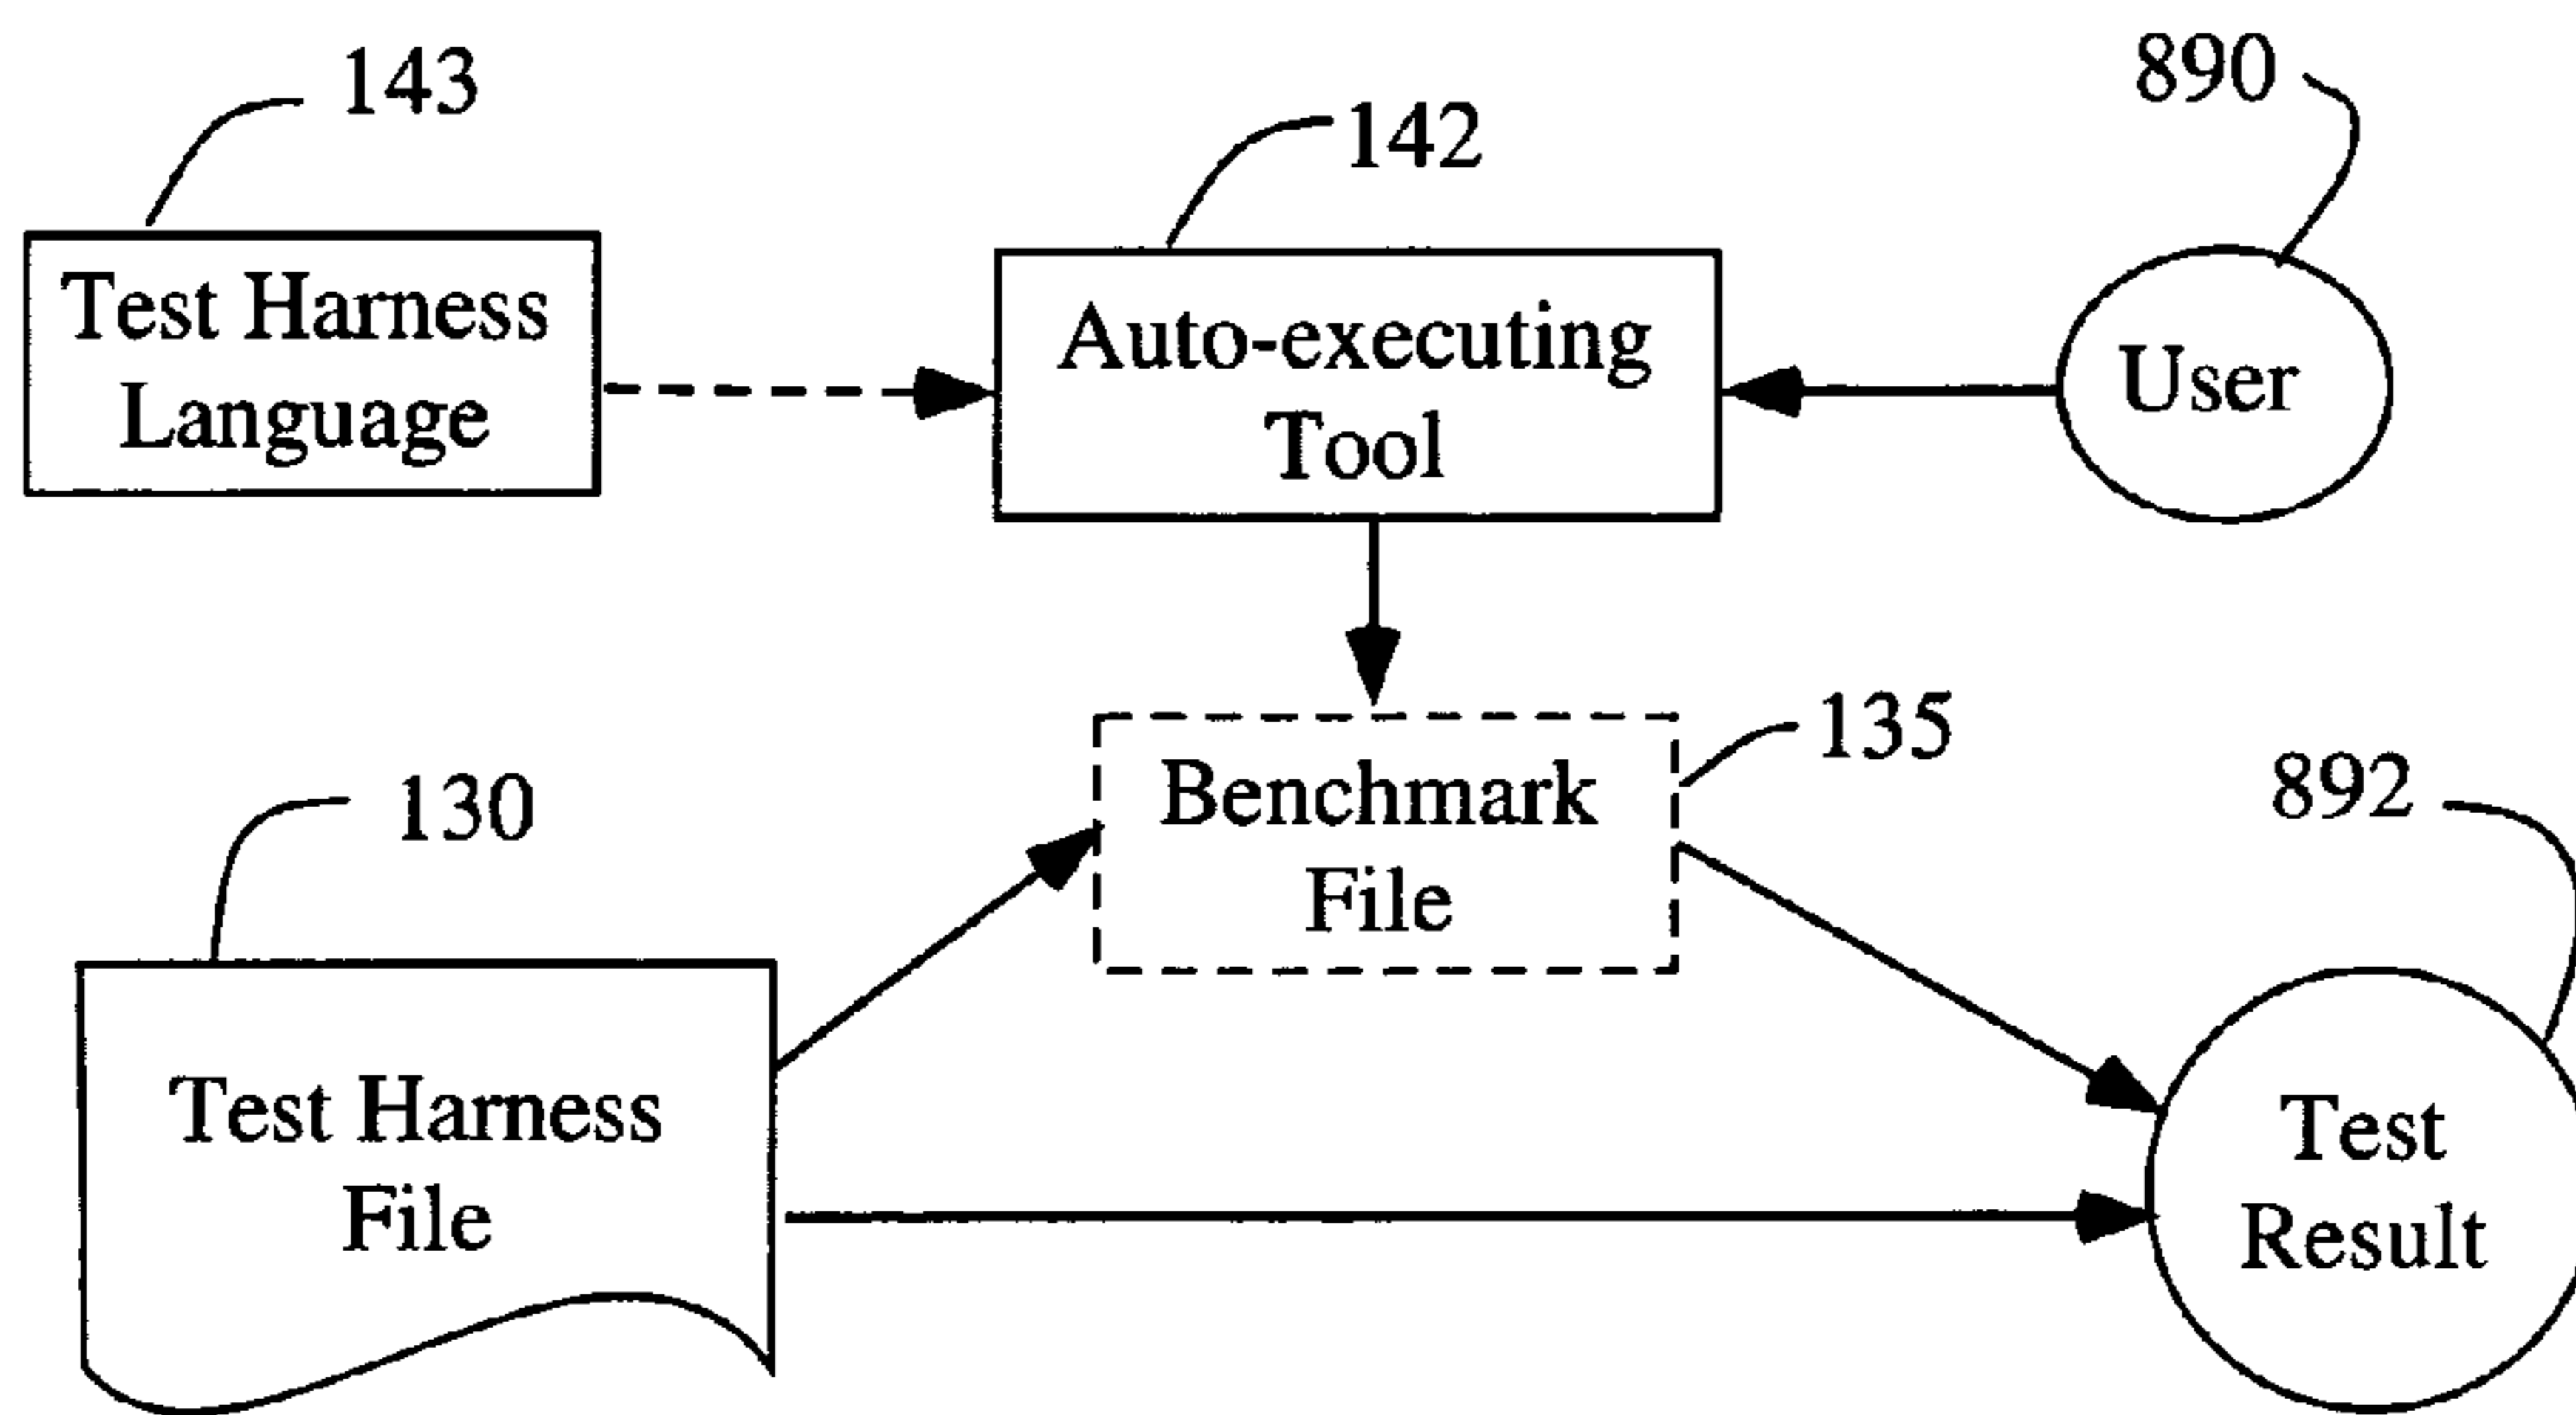 143
142
890
Test Harness
Language
Auto-executing
Tool
User
135
Benchmark
File
130
892
Test Harness
File
Test
Result